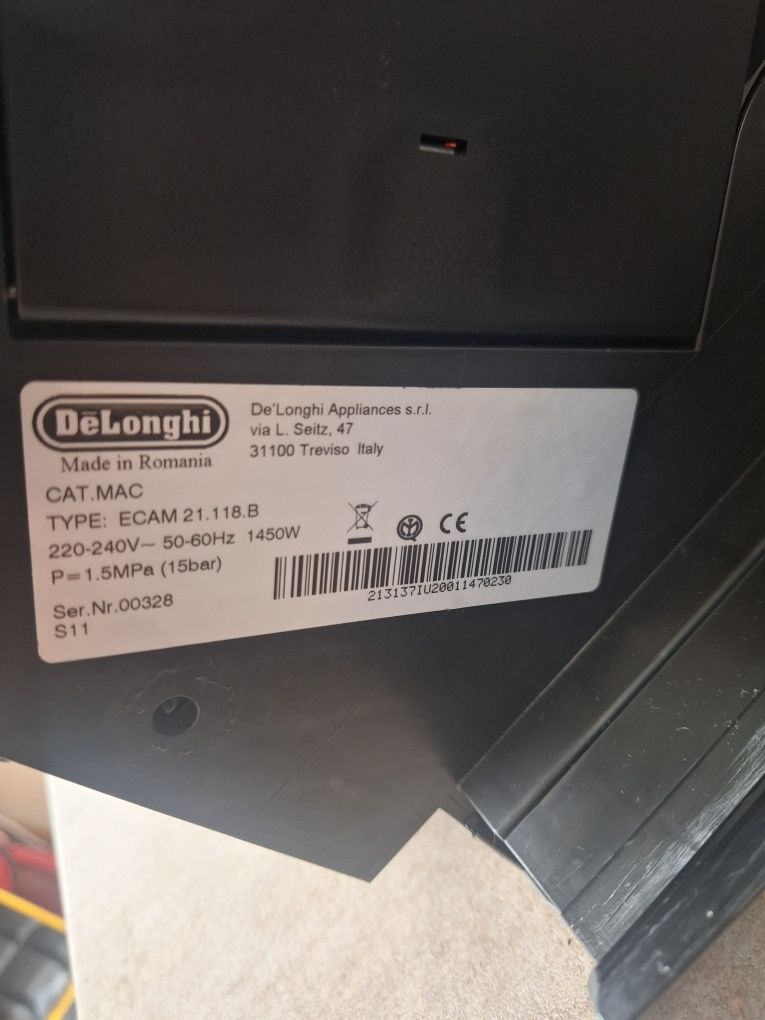 DēLonghi
Made in Romania
De'Longhi Appliances s.r.l.
via L. Seitz, 47
31100 Treviso Italy
CAT.MAC
TYPE: ECAM 21.118.B
220-240V~ 50-60Hz 1450W
P=1.5MPa (15bar)
Ser.Nr.00328
S11
CE
213137IU20011470230